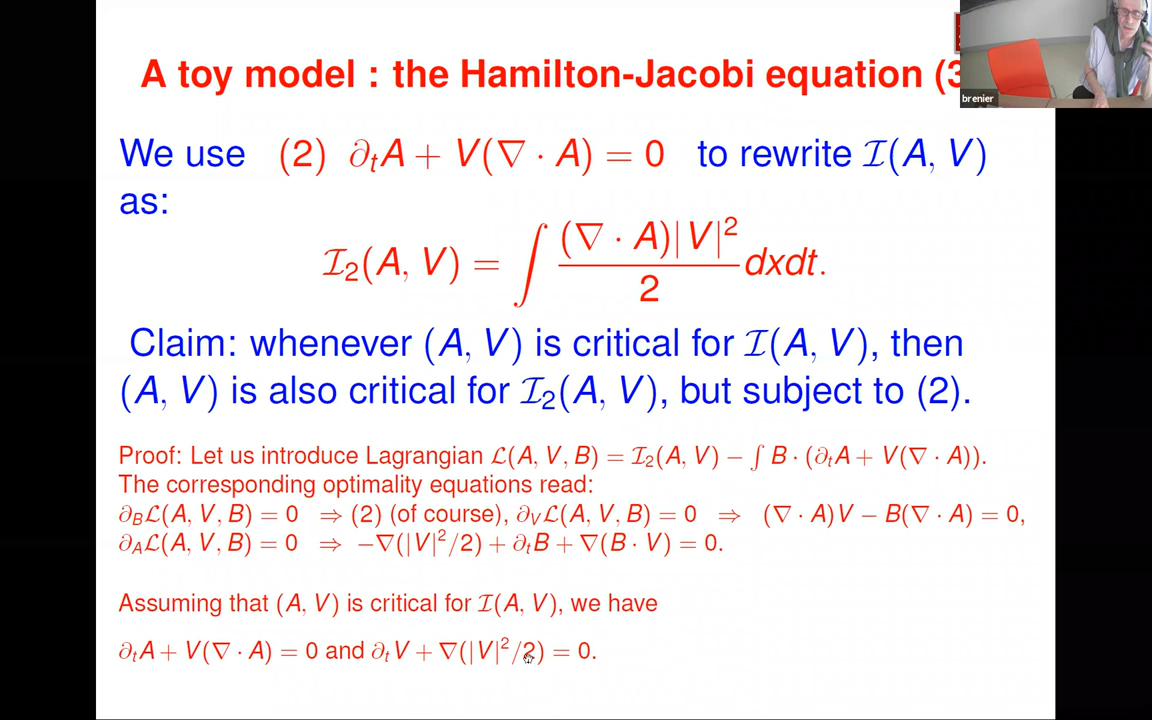 A toy model : the Hamilton-Jacobi equation (3
brenier
We use (2) ∂ₜA + V(∇ · A) = 0 to rewrite ℐ(A, V)
as:
ℐ₂(A, V) = ∫ (∇ · A)|V|² / 2 dxdt.
Claim: whenever (A, V) is critical for ℐ(A, V), then
(A, V) is also critical for ℐ₂(A, V), but subject to (2).
Proof: Let us introduce Lagrangian ℒ(A, V, B) = ℐ₂(A, V) − ∫ B · (∂ₜA + V(∇ · A)).
The corresponding optimality equations read:
∂_Bℒ(A, V, B) = 0 ⇒ (2) (of course), ∂_Vℒ(A, V, B) = 0 ⇒ (∇ · A)V − B(∇ · A) = 0,
∂_Aℒ(A, V, B) = 0 ⇒ −∇(|V|²/2) + ∂ₜB + ∇(B · V) = 0.
Assuming that (A, V) is critical for ℐ(A, V), we have
∂ₜA + V(∇ · A) = 0 and ∂ₜV + ∇(|V|²/2) = 0.